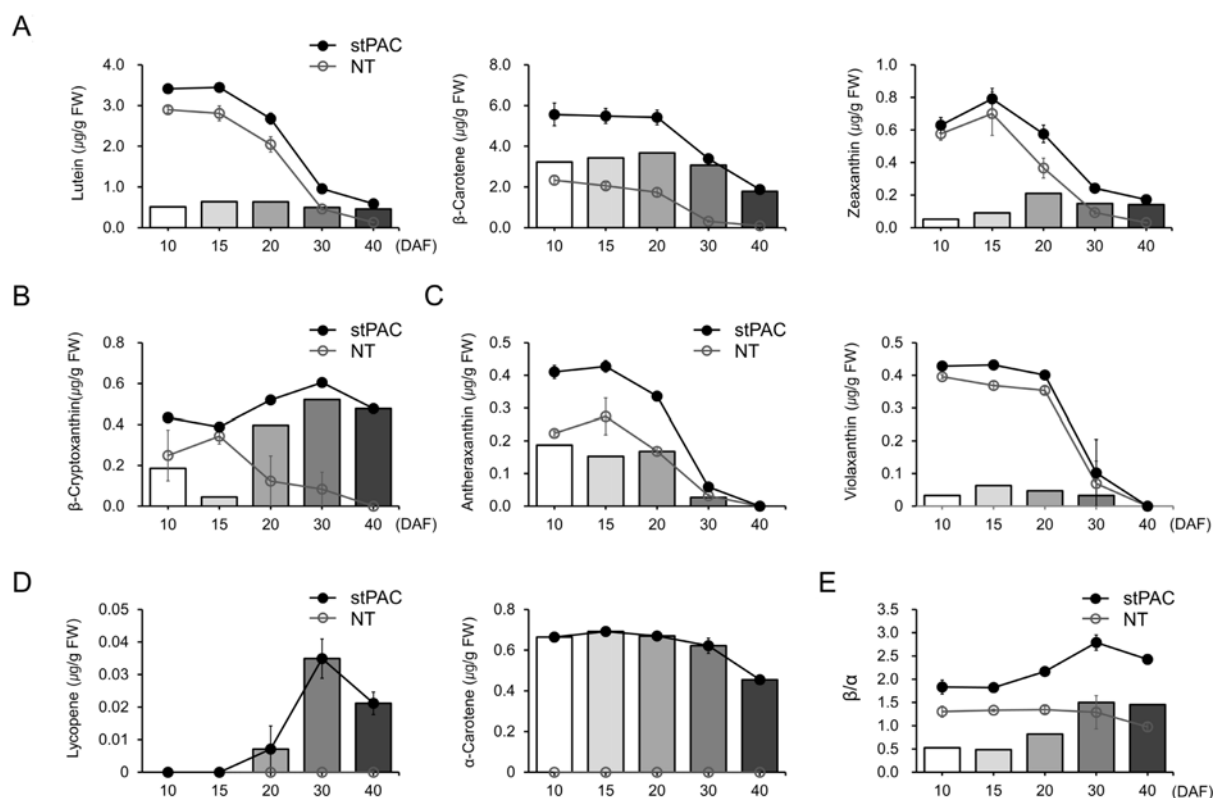 A
stPAC
NT
Lutein (μg/g FW)
4.0
3.0
2.0
1.0
0.0
10 15 20 30 40 (DAF)
β-Carotene (μg/g FW)
8.0
6.0
4.0
2.0
0.0
10 15 20 30 40
Zeaxanthin (μg/g FW)
1.0
0.8
0.6
0.4
0.2
0.0
10 15 20 30 40
B
stPAC
NT
β-Cryptoxanthin(μg/g FW)
0.8
0.6
0.4
0.2
0.0
10 15 20 30 40 (DAF)
C
stPAC
NT
Antheraxanthin (μg/g FW)
0.5
0.4
0.3
0.2
0.1
0
10 15 20 30 40
Violaxanthin (μg/g FW)
0.5
0.4
0.3
0.2
0.1
0
10 15 20 30 40 (DAF)
D
stPAC
NT
Lycopene (μg/g FW)
0.05
0.04
0.03
0.02
0.01
0
10 15 20 30 40
α-Carotene (μg/g FW)
0.8
0.6
0.4
0.2
0
10 15 20 30 40
E
stPAC
NT
β/α
3.5
3.0
2.5
2.0
1.5
1.0
0.5
0.0
10 15 20 30 40 (DAF)